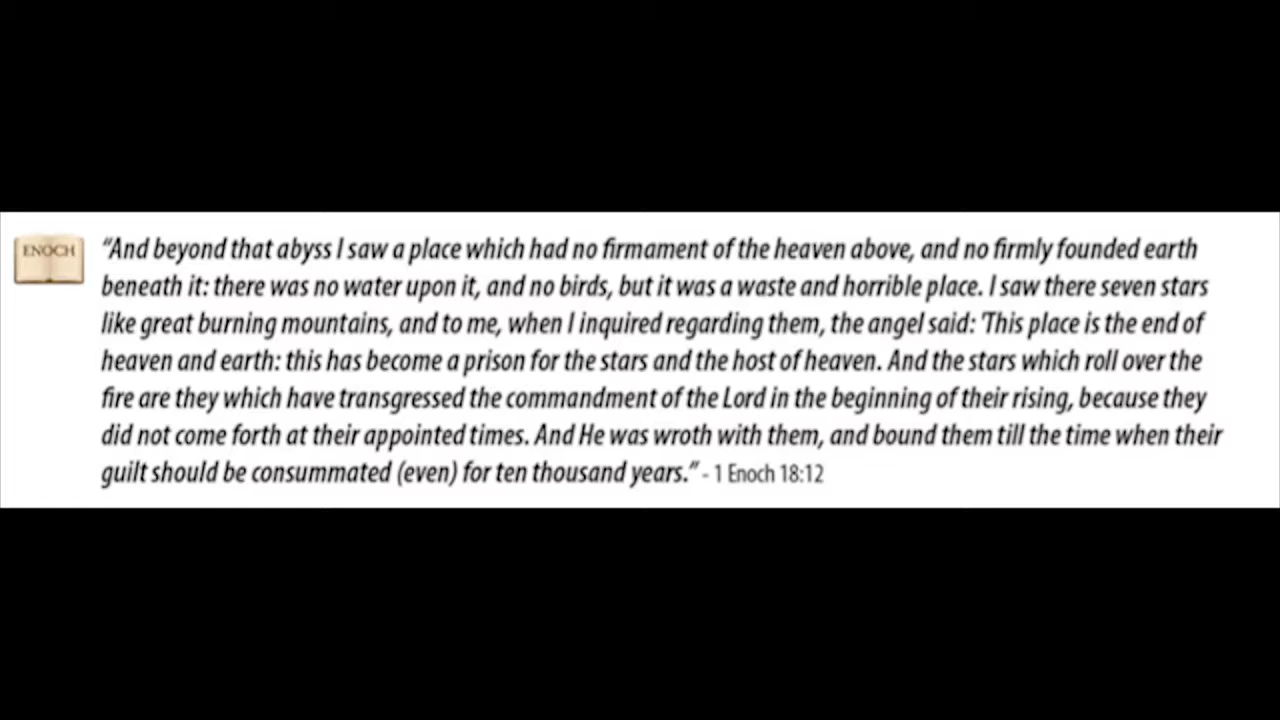 ENOCH
“And beyond that abyss I saw a place which had no firmament of the heaven above, and no firmly founded earth
beneath it: there was no water upon it, and no birds, but it was a waste and horrible place. I saw there seven stars
like great burning mountains, and to me, when I inquired regarding them, the angel said: 'This place is the end of
heaven and earth: this has become a prison for the stars and the host of heaven. And the stars which roll over the
fire are they which have transgressed the commandment of the Lord in the beginning of their rising, because they
did not come forth at their appointed times. And He was wroth with them, and bound them till the time when their
guilt should be consummated (even) for ten thousand years.” - 1 Enoch 18:12